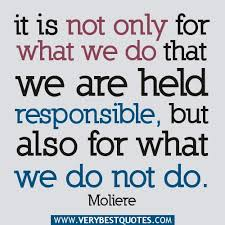 it is not only for
what we do that
we are held
responsible, but
also for what
we do not do.
Moliere
WWW.VERYBESTQUOTES.COM